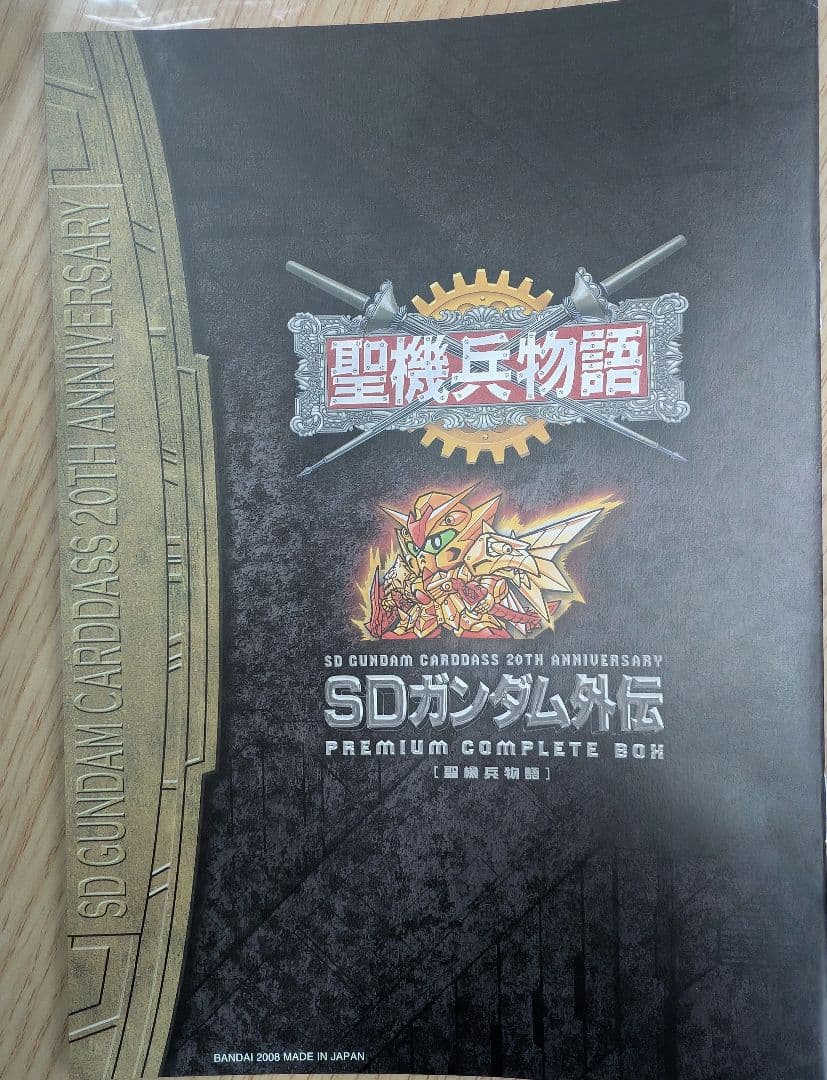 SD GUNDAM CARDDASS 20TH ANNIVERSARY
聖機兵物語
SD GUNDAM CARDDASS 20TH ANNIVERSARY
SDガンダム外伝
PREMIUM COMPLETE BOX
[聖機兵物語]
BANDAI 2008 MADE IN JAPAN